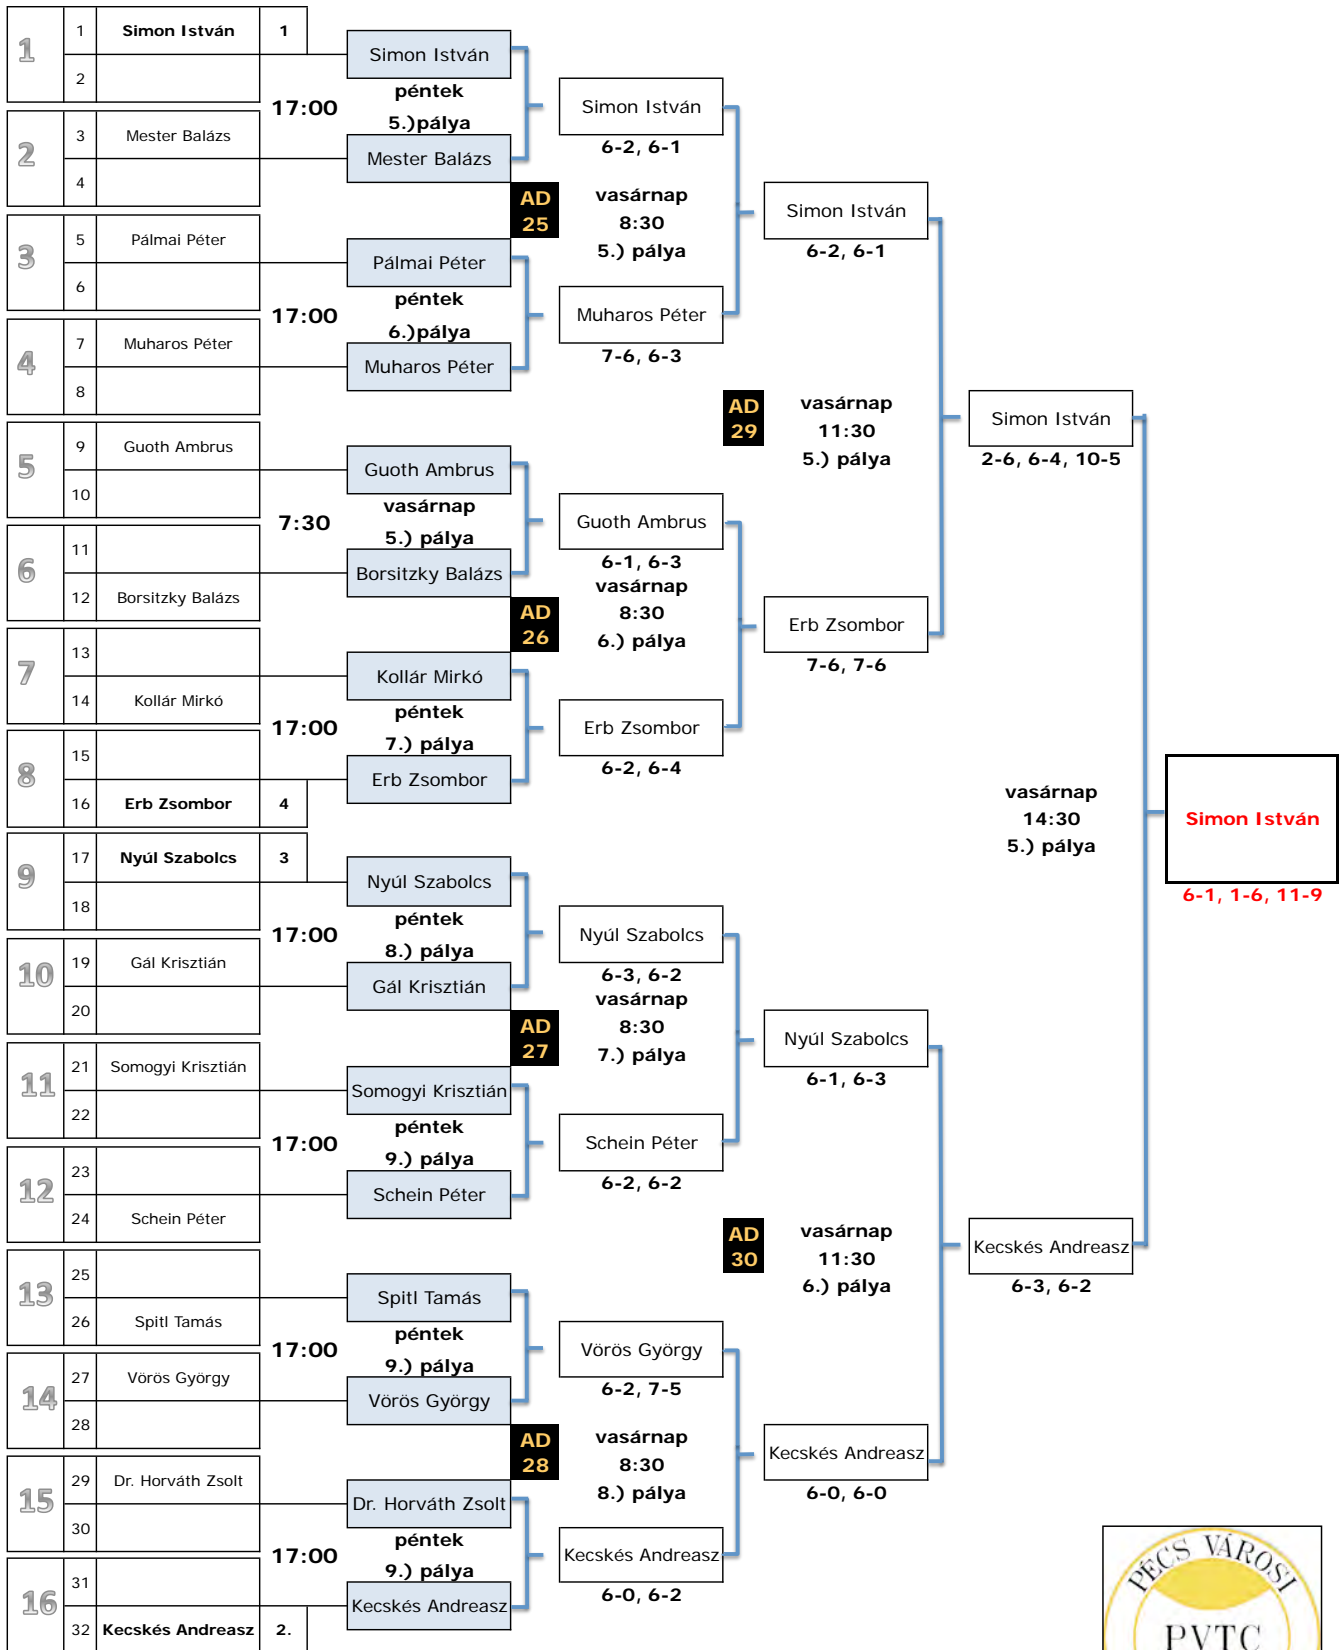 1
1
Simon István
1
2
17:00
2
3
Mester Balázs
4
3
5
Pálmai Péter
6
17:00
4
7
Muharos Péter
8
5
9
Guoth Ambrus
10
7:30
6
11
12
Borsitzky Balázs
7
13
14
Kollár Mirkó
17:00
8
15
16
Erb Zsombor
4
9
17
Nyúl Szabolcs
3
18
17:00
10
19
Gál Krisztián
20
11
21
Somogyi Krisztián
22
17:00
12
23
24
Schein Péter
13
25
26
Spitl Tamás
17:00
14
27
Vörös György
28
15
29
Dr. Horváth Zsolt
30
17:00
16
31
32
Kecskés Andreasz
2.
Simon István
péntek
5.)pálya
Mester Balázs
Pálmai Péter
péntek
6.)pálya
Muharos Péter
Guoth Ambrus
vasárnap
5.) pálya
Borsitzky Balázs
Kollár Mirkó
péntek
7.) pálya
Erb Zsombor
Nyúl Szabolcs
péntek
8.) pálya
Gál Krisztián
Somogyi Krisztián
péntek
9.) pálya
Schein Péter
Spitl Tamás
péntek
9.) pálya
Vörös György
Dr. Horváth Zsolt
péntek
9.) pálya
Kecskés Andreasz
Simon István
6-2, 6-1
AD
25
vasárnap
8:30
5.) pálya
Muharos Péter
7-6, 6-3
Guoth Ambrus
6-1, 6-3
AD
26
vasárnap
8:30
6.) pálya
Erb Zsombor
6-2, 6-4
Nyúl Szabolcs
6-3, 6-2
AD
27
vasárnap
8:30
7.) pálya
Schein Péter
6-2, 6-2
Vörös György
6-2, 7-5
AD
28
vasárnap
8:30
8.) pálya
Kecskés Andreasz
6-0, 6-2
Simon István
6-2, 6-1
AD
29
vasárnap
11:30
5.) pálya
Erb Zsombor
7-6, 7-6
Nyúl Szabolcs
6-1, 6-3
AD
30
vasárnap
11:30
6.) pálya
Kecskés Andreasz
6-0, 6-0
Simon István
2-6, 6-4, 10-5
vasárnap
14:30
5.) pálya
Kecskés Andreasz
6-3, 6-2
Simon István
6-1, 1-6, 11-9
PÉCS VÁROSI
PVTC